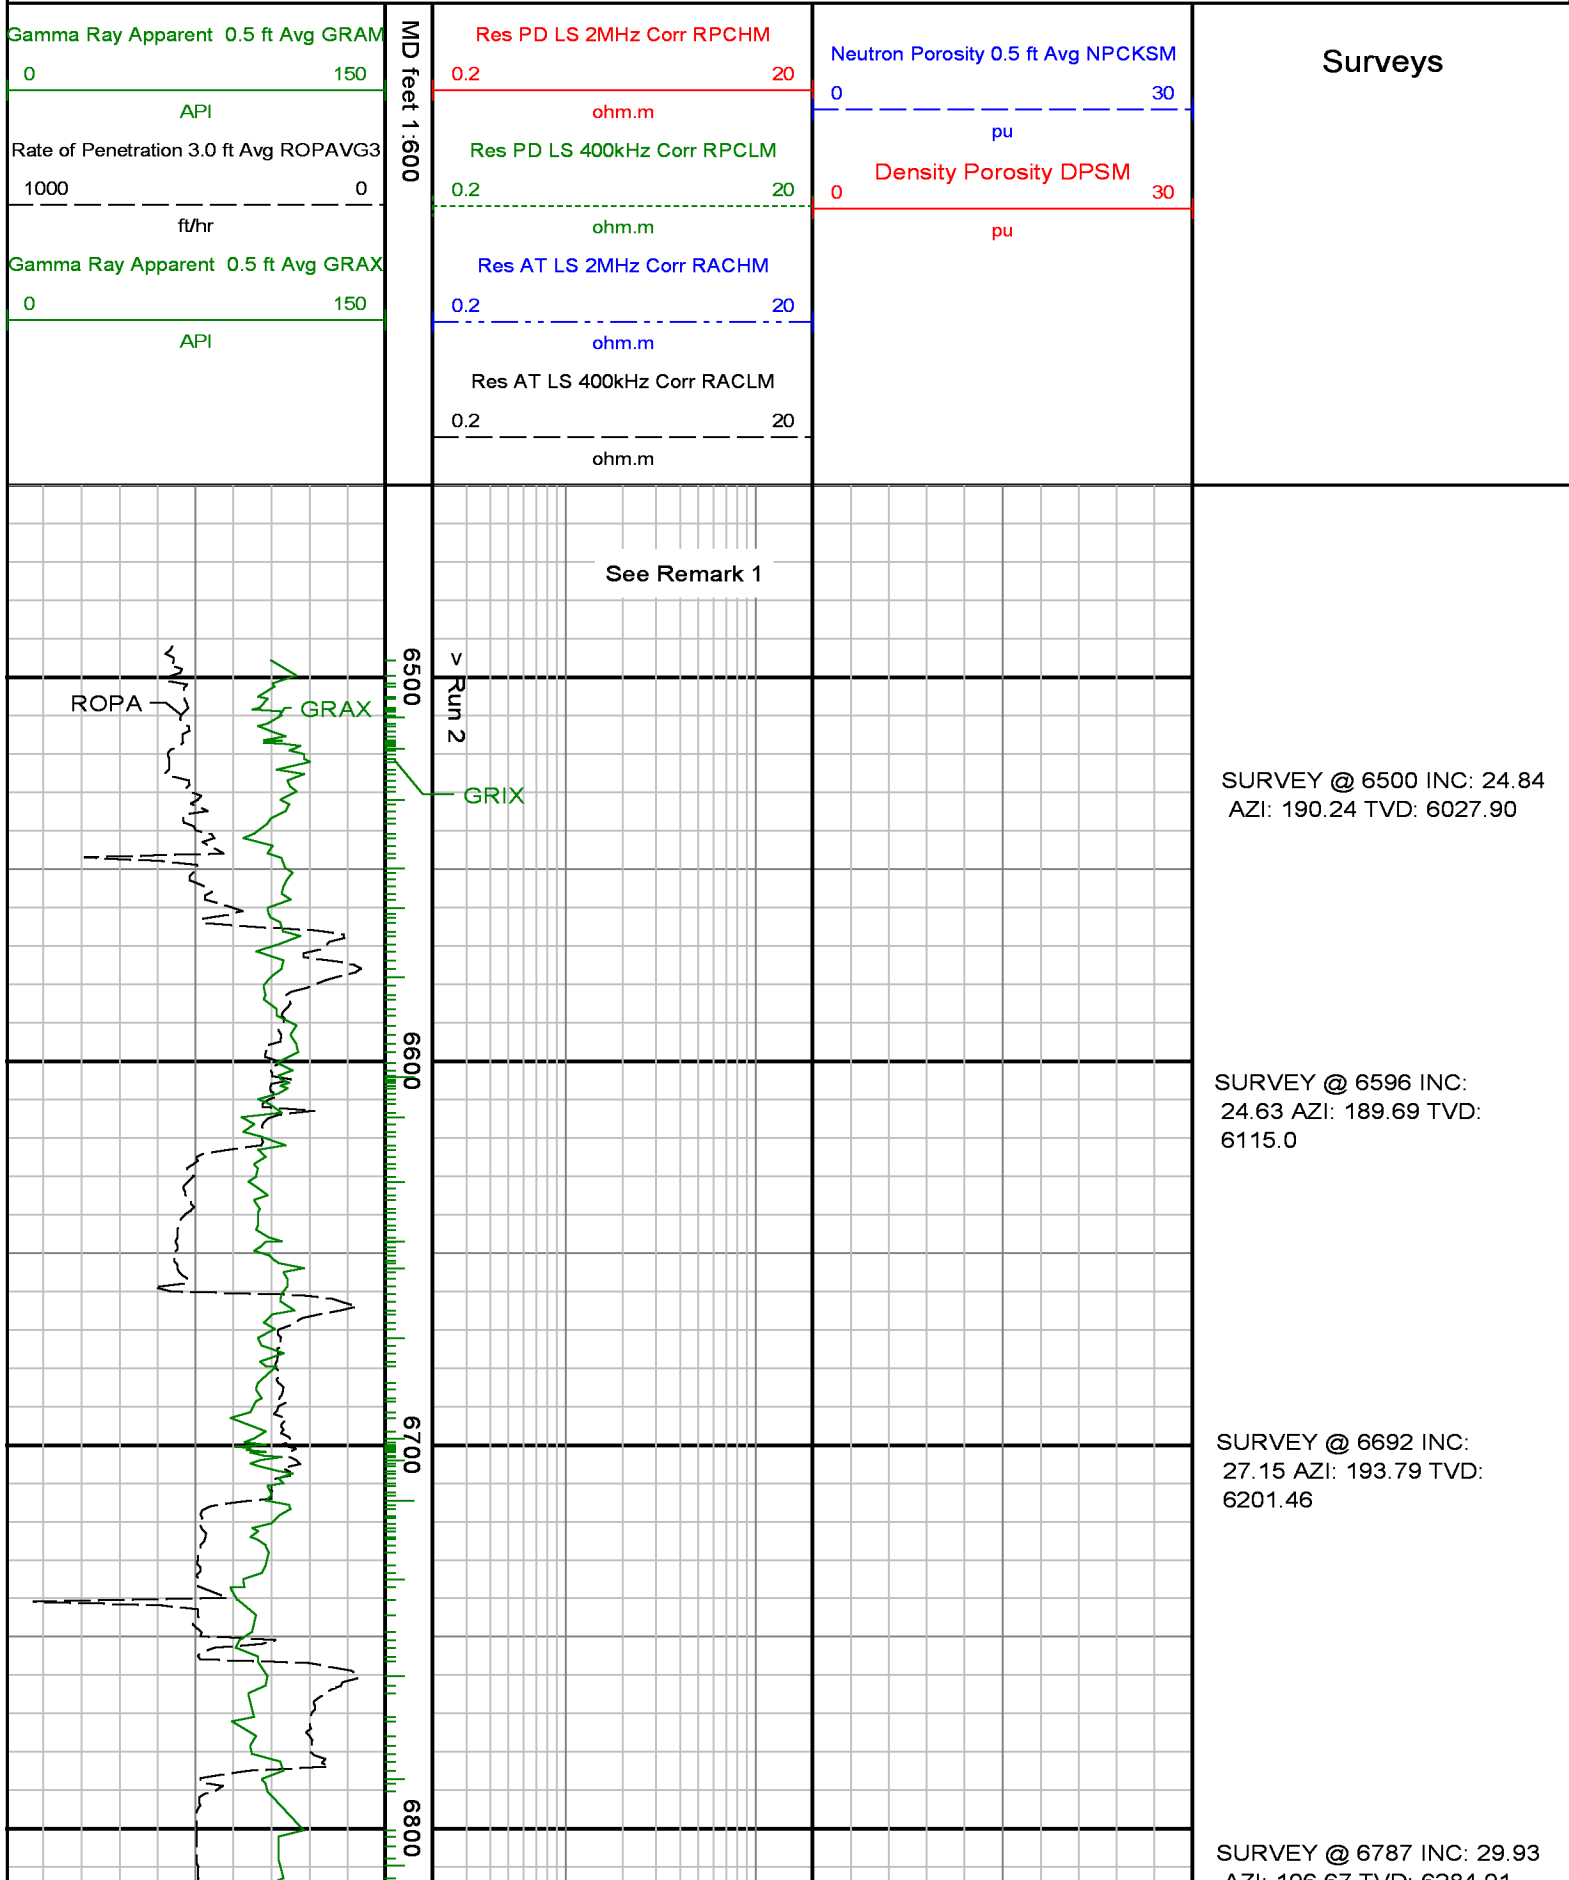 Gamma Ray Apparent 0.5 ft Avg GRAM
0 150
API
Rate of Penetration 3.0 ft Avg ROPAVG3
1000 0
ft/hr
Gamma Ray Apparent 0.5 ft Avg GRAX
0 150
API
MD feet 1:600
Res PD LS 2MHz Corr RPCHM
0.2 20
ohm.m
Res PD LS 400kHz Corr RPCLM
0.2 20
ohm.m
Res AT LS 2MHz Corr RACHM
0.2 20
ohm.m
Res AT LS 400kHz Corr RACLM
0.2 20
ohm.m
Neutron Porosity 0.5 ft Avg NPCKSM
0 30
pu
Density Porosity DPSM
0 30
pu
Surveys
See Remark 1
6500
> Run 2
ROPA
GRAX
GRIX
SURVEY @ 6500 INC: 24.84
AZI: 190.24 TVD: 6027.90
6600
SURVEY @ 6596 INC:
24.63 AZI: 189.69 TVD:
6115.0
6700
SURVEY @ 6692 INC:
27.15 AZI: 193.79 TVD:
6201.46
6800
SURVEY @ 6787 INC: 29.93
AZI: 196.67 TVD: